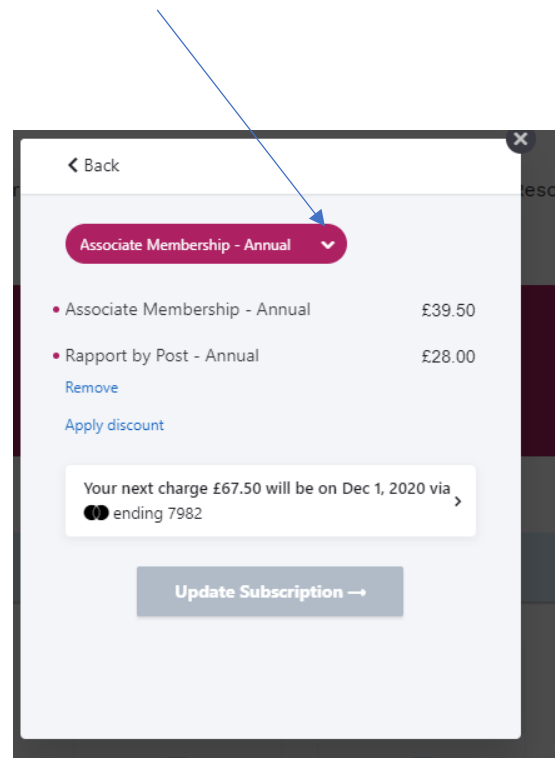 Back
Associate Membership - Annual
Associate Membership - Annual £39.50
Rapport by Post - Annual £28.00
Remove
Apply discount
Your next charge £67.50 will be on Dec 1, 2020 via
ending 7982
Update Subscription →